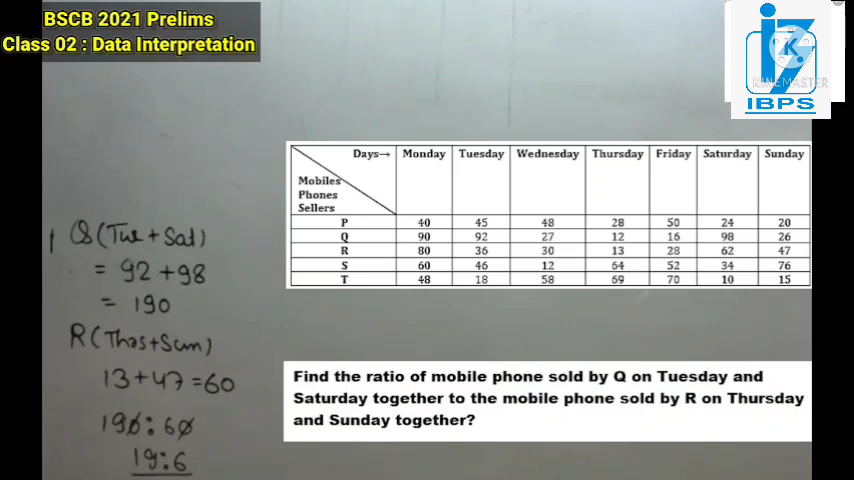 BSCB 2021 Prelims
Class 02 : Data Interpretation
KINEMASTER
IBPS
Days→ Monday Tuesday Wednesday Thursday Friday Saturday Sunday
Mobiles
Phones
Sellers
P 40 45 48 28 50 24 20
Q 90 92 27 12 16 98 26
R 80 36 30 13 28 62 47
S 60 46 12 64 52 34 76
T 48 18 58 69 70 10 15
1 Q(Tue+Sat)
= 92+98
= 190
R(Thus+Sun)
13+47=60
190:60
19:6
Find the ratio of mobile phone sold by Q on Tuesday and
Saturday together to the mobile phone sold by R on Thursday
and Sunday together?